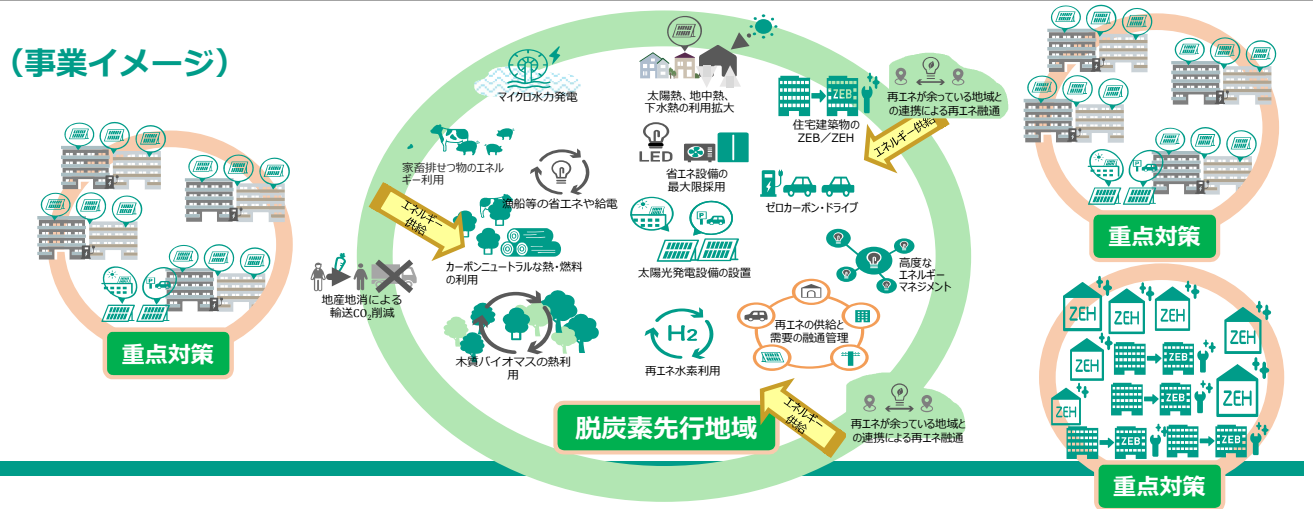 （事業イメージ）
マイクロ水力発電
太陽熱、地中熱、
下水熱の利用拡大
ZEB
住宅建築物の
ZEB／ZEH
再エネが余っている地域と
の連携による再エネ融通
エネルギー供給
家畜排せつ物のエネル
ギー利用
漁船等の省エネや給電
LED
省エネ設備の
最大限採用
ゼロカーボン・ドライブ
エネルギー
供給
カーボンニュートラルな熱・燃料
の利用
P
太陽光発電設備の設置
高度な
エネルギー
マネジメント
地産地消による
輸送CO2削減
木質バイオマスの熱利
用
H2
再エネ水素利用
再エネの供給と
需要の融通管理
エネルギー
供給
再エネが余っている地域と
の連携による再エネ融通
脱炭素先行地域
P
重点対策
P
重点対策
ZEH
ZEH
ZEH
ZEH
ZEB
ZEH
ZEB
ZEH
ZEB
ZEB
重点対策